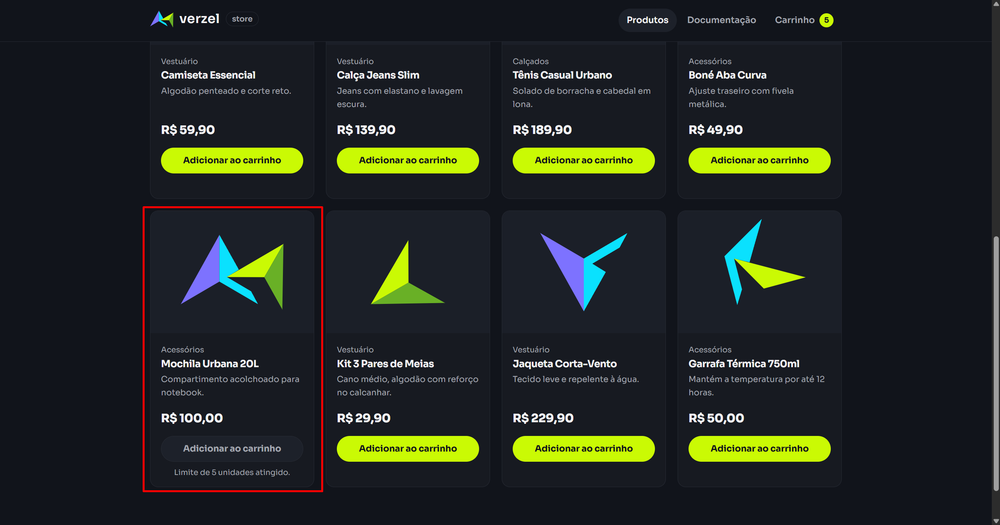 verzel store Produtos Documentação Carrinho 5
Vestuário
Camiseta Essencial
Algodão penteado e corte reto.
R$ 59,90
Adicionar ao carrinho
Vestuário
Calça Jeans Slim
Jeans com elastano e lavagem
escura.
R$ 139,90
Adicionar ao carrinho
Calçados
Tênis Casual Urbano
Solado de borracha e cabedal em
lona.
R$ 189,90
Adicionar ao carrinho
Acessórios
Boné Aba Curva
Ajuste traseiro com fivela
metálica.
R$ 49,90
Adicionar ao carrinho
Acessórios
Mochila Urbana 20L
Compartimento acolchoado para
notebook.
R$ 100,00
Adicionar ao carrinho
Limite de 5 unidades atingido.
Vestuário
Kit 3 Pares de Meias
Cano médio, algodão com reforço
no calcanhar.
R$ 29,90
Adicionar ao carrinho
Vestuário
Jaqueta Corta-Vento
Tecido leve e repelente à água.
R$ 229,90
Adicionar ao carrinho
Acessórios
Garrafa Térmica 750ml
Mantém a temperatura por até 12
horas.
R$ 50,00
Adicionar ao carrinho